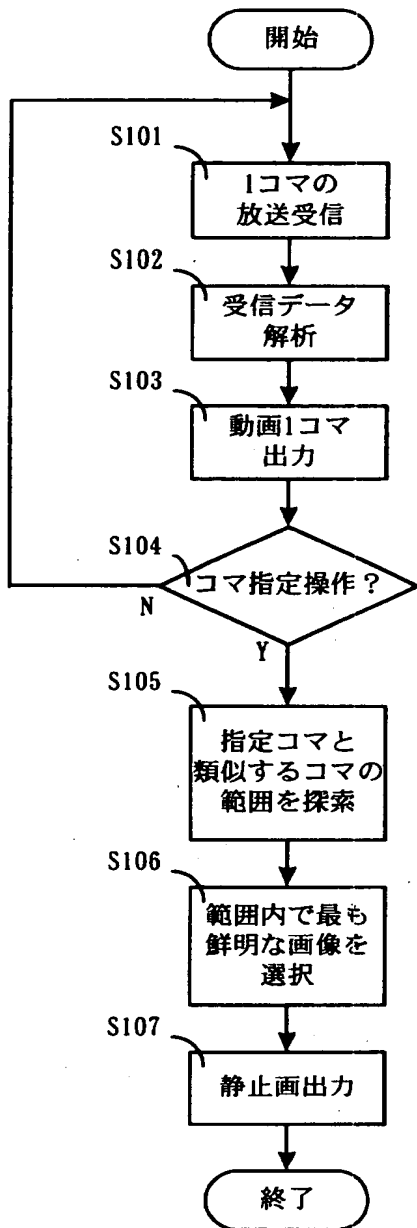 開始
S101
1コマの
放送受信
S102
受信データ
解析
S103
動画1コマ
出力
S104
コマ指定操作？
N
Y
S105
指定コマと
類似するコマの
範囲を探索
S106
範囲内で最も
鮮明な画像を
選択
S107
静止画出力
終了